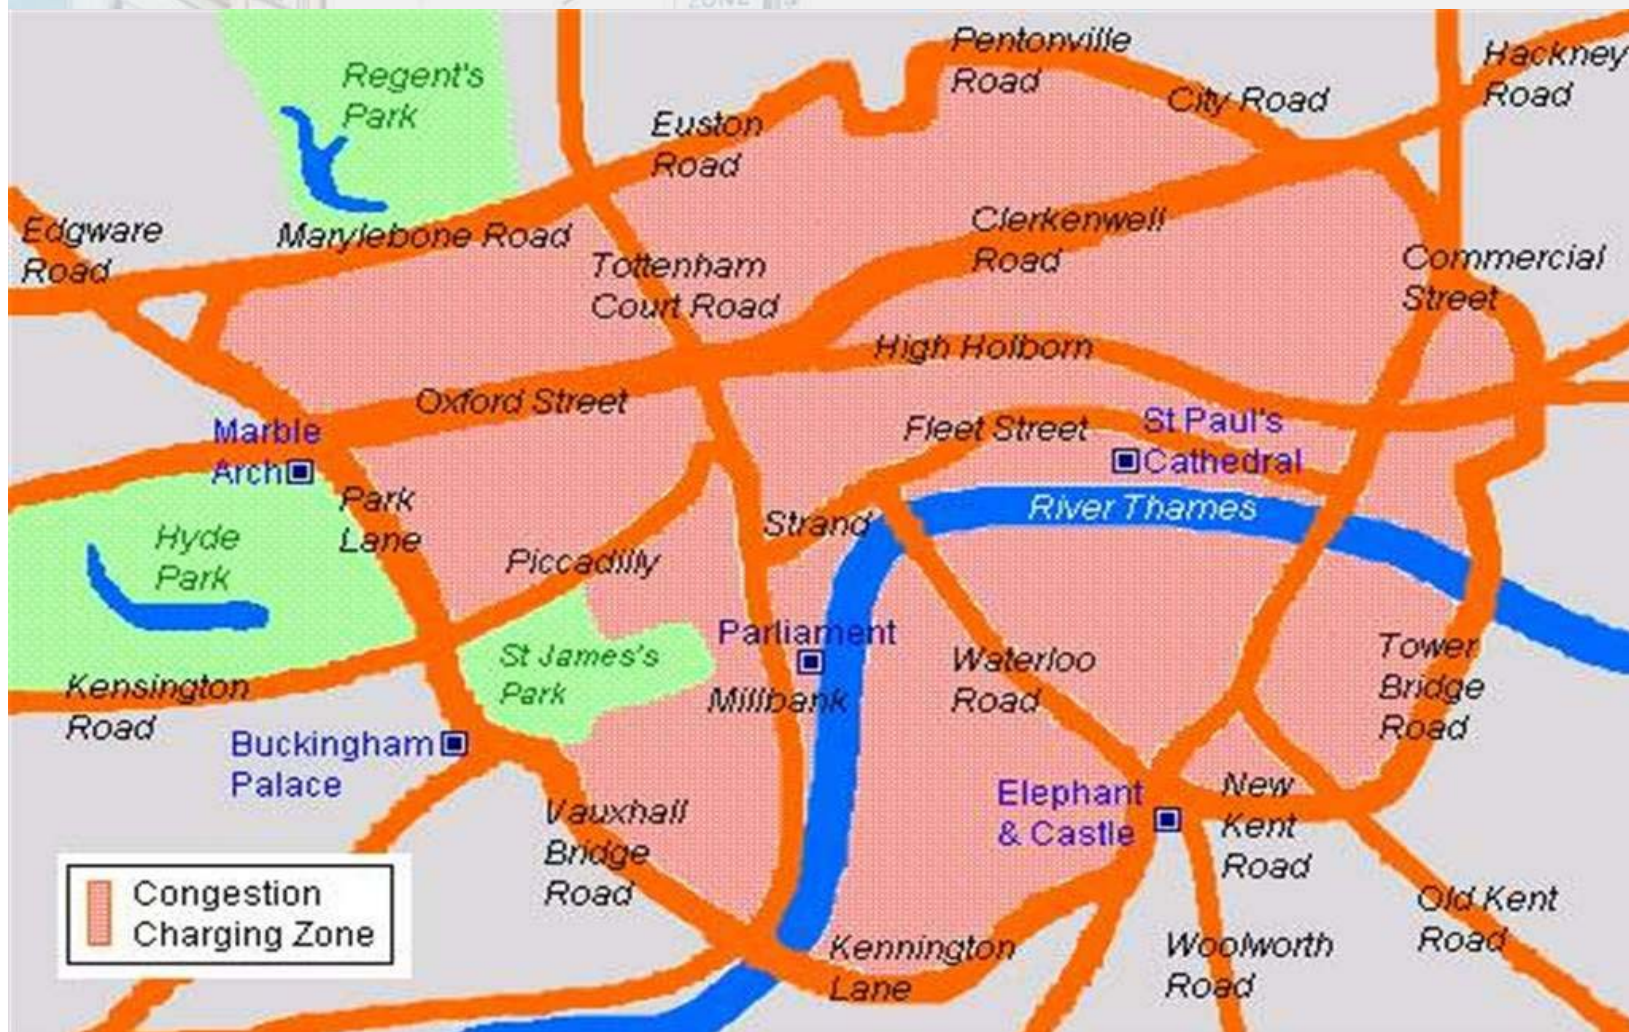 ZONE
Pentonville
Road
Hackney
Road
Regent's
Park
City Road
Euston
Road
Edgware
Road
Marylebone Road
Clerkenwell
Road
Tottenham
Court Road
Commercial
Street
High Holborn
Oxford Street
Marble
Arch
Fleet Street
St Paul's
Cathedral
Park
Lane
River Thames
Strand
Hyde
Park
Piccadilly
Parliament
St James's
Park
Waterloo
Road
Tower
Bridge
Road
Kensington
Road
Millbank
Buckingham
Palace
Elephant
& Castle
New
Kent
Road
Vauxhall
Bridge
Road
Congestion
Charging Zone
Old Kent
Road
Kennington
Lane
Woolworth
Road